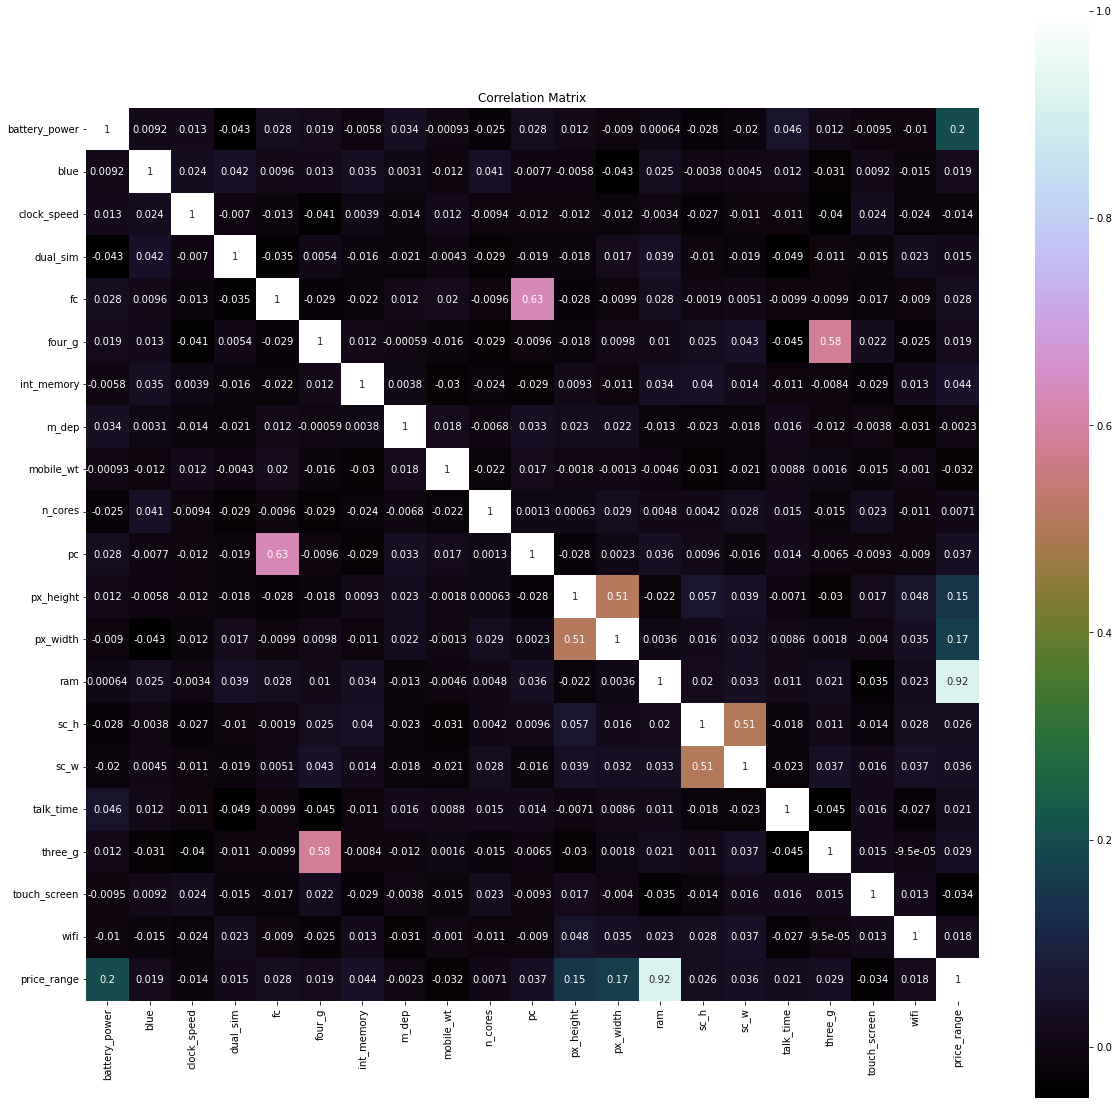 Correlation Matrix
battery_power 1 0.0092 0.013 -0.043 0.028 0.019 -0.0058 0.034 -0.00093 -0.025 0.028 0.012 -0.009 0.00064 -0.028 -0.02 0.046 0.012 -0.0095 -0.01 0.2
blue 0.0092 1 0.024 0.042 0.0096 0.013 0.035 0.0031 -0.012 0.041 -0.0077 -0.0058 -0.043 0.025 -0.0038 0.0045 0.012 -0.031 0.0092 -0.015 0.019
clock_speed 0.013 0.024 1 -0.007 -0.013 -0.041 0.0039 -0.014 0.012 -0.0094 -0.012 -0.012 -0.012 -0.0034 -0.027 -0.011 -0.011 -0.04 0.024 -0.024 -0.014
dual_sim -0.043 0.042 -0.007 1 -0.035 0.0054 -0.016 -0.021 -0.0043 -0.029 -0.019 -0.018 0.017 0.039 -0.01 -0.019 -0.049 -0.011 -0.015 0.023 0.015
fc 0.028 0.0096 -0.013 -0.035 1 -0.029 -0.022 0.012 0.02 -0.0096 0.63 -0.028 -0.0099 0.028 -0.0019 0.0051 -0.0099 -0.0099 -0.017 -0.009 0.028
four_g 0.019 0.013 -0.041 0.0054 -0.029 1 0.012 -0.00059 -0.016 -0.029 -0.0096 -0.018 0.0098 0.01 0.025 0.043 -0.045 0.58 0.022 -0.025 0.019
int_memory -0.0058 0.035 0.0039 -0.016 -0.022 0.012 1 0.0038 -0.03 -0.024 -0.029 0.0093 -0.011 0.034 0.04 0.014 -0.011 -0.0084 -0.029 0.013 0.044
m_dep 0.034 0.0031 -0.014 -0.021 0.012 -0.00059 0.0038 1 0.018 -0.0068 0.033 0.023 0.022 -0.013 -0.023 -0.018 0.016 -0.012 -0.0038 -0.031 -0.0023
mobile_wt -0.00093 -0.012 0.012 -0.0043 0.02 -0.016 -0.03 0.018 1 -0.022 0.017 -0.0018 -0.0013 -0.0046 -0.031 -0.021 0.0088 0.0016 -0.015 -0.001 -0.032
n_cores -0.025 0.041 -0.0094 -0.029 -0.0096 -0.029 -0.024 -0.0068 -0.022 1 0.0013 0.00063 0.029 0.0048 0.0042 0.028 0.015 -0.015 0.023 -0.011 0.0071
pc 0.028 -0.0077 -0.012 -0.019 0.63 -0.0096 -0.029 0.033 0.017 0.0013 1 -0.028 0.0023 0.036 0.0096 -0.016 0.014 -0.0065 -0.0093 -0.009 0.037
px_height 0.012 -0.0058 -0.012 -0.018 -0.028 -0.018 0.0093 0.023 -0.0018 0.00063 -0.028 1 0.51 -0.022 0.057 0.039 -0.0071 -0.03 0.017 0.048 0.15
px_width -0.009 -0.043 -0.012 0.017 -0.0099 0.0098 -0.011 0.022 -0.0013 0.029 0.0023 0.51 1 0.0036 0.016 0.032 0.0086 0.0018 -0.004 0.035 0.17
ram 0.00064 0.025 -0.0034 0.039 0.028 0.01 0.034 -0.013 -0.0046 0.0048 0.036 -0.022 0.0036 1 0.02 0.033 0.011 0.021 -0.035 0.023 0.92
sc_h -0.028 -0.0038 -0.027 -0.01 -0.0019 0.025 0.04 -0.023 -0.031 0.0042 0.0096 0.057 0.016 0.02 1 0.51 -0.018 0.011 -0.014 0.028 0.026
sc_w -0.02 0.0045 -0.011 -0.019 0.0051 0.043 0.014 -0.018 -0.021 0.028 -0.016 0.039 0.032 0.033 0.51 1 -0.023 0.037 0.016 0.037 0.036
talk_time 0.046 0.012 -0.011 -0.049 -0.0099 -0.045 -0.011 0.016 0.0088 0.015 0.014 -0.0071 0.0086 0.011 -0.018 -0.023 1 -0.045 0.016 -0.027 0.021
three_g 0.012 -0.031 -0.04 -0.011 -0.0099 0.58 -0.0084 -0.012 0.0016 -0.015 -0.0065 -0.03 0.0018 0.021 0.011 0.037 -0.045 1 0.015 -9.5e-05 0.029
touch_screen -0.0095 0.0092 0.024 -0.015 -0.017 0.022 -0.029 -0.0038 -0.015 0.023 -0.0093 0.017 -0.004 -0.035 -0.014 0.016 0.016 0.015 1 0.013 -0.034
wifi -0.01 -0.015 -0.024 0.023 -0.009 -0.025 0.013 -0.031 -0.001 -0.011 -0.009 0.048 0.035 0.023 0.028 0.037 -0.027 -9.5e-05 0.013 1 0.018
price_range 0.2 0.019 -0.014 0.015 0.028 0.019 0.044 -0.0023 -0.032 0.0071 0.037 0.15 0.17 0.92 0.026 0.036 0.021 0.029 -0.034 0.018 1
battery_power blue clock_speed dual_sim fc four_g int_memory m_dep mobile_wt n_cores pc px_height px_width ram sc_h sc_w talk_time three_g touch_screen wifi price_range
1.0
0.8
0.6
0.4
0.2
0.0